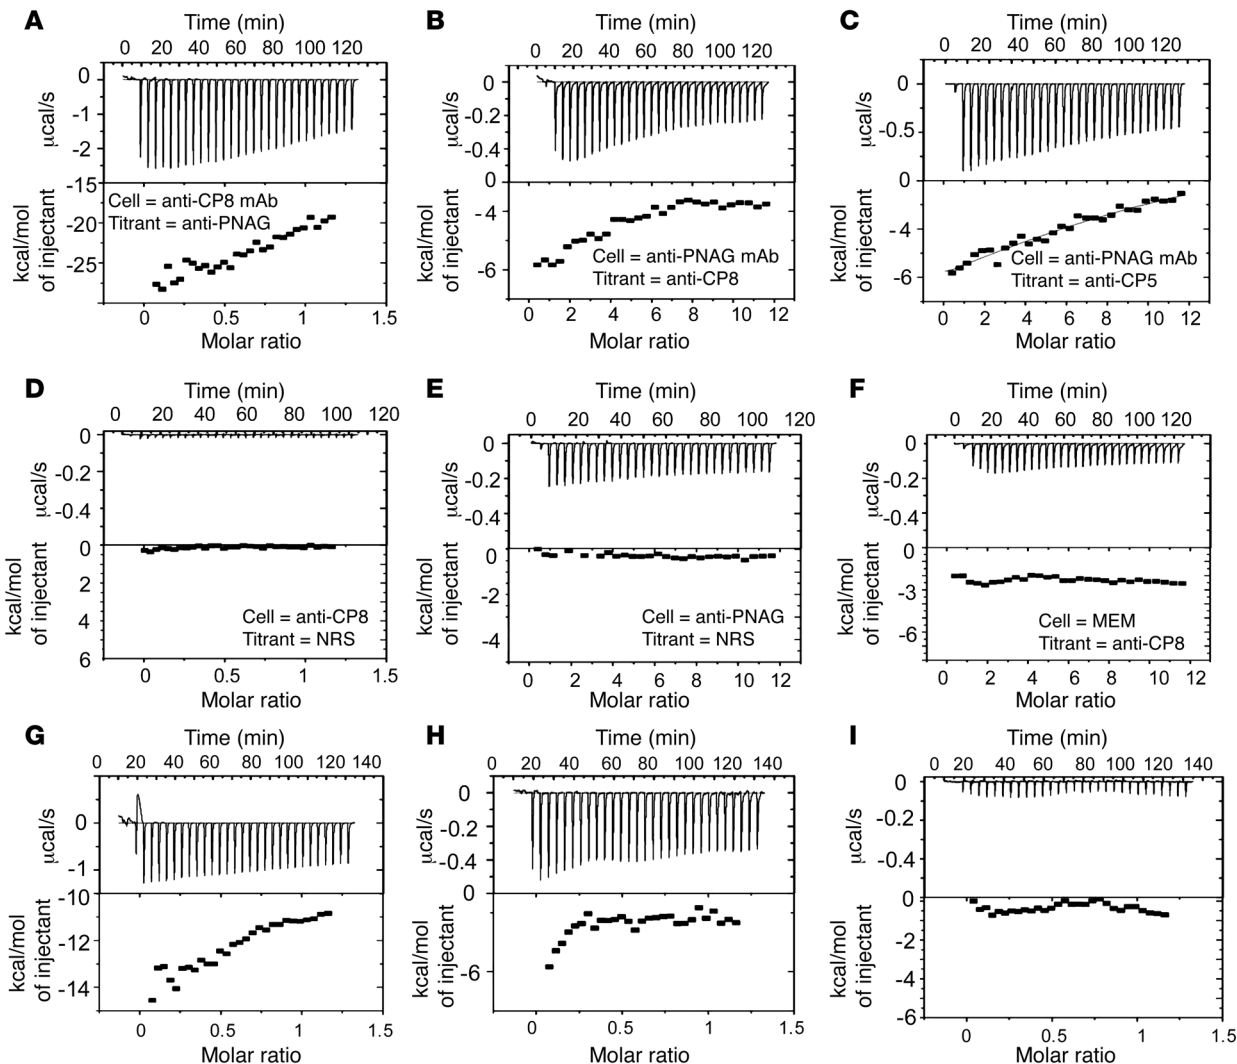 A
Time (min)
0 20 40 60 80 100 120
µcal/s
0
-1
-2
-15
kcal/mol
of injectant
-20
-25
Cell = anti-CP8 mAb
Titrant = anti-PNAG
0 0.5 1 1.5
Molar ratio
B
Time (min)
0 20 40 60 80 100 120
µcal/s
0
-0.2
-0.4
0
kcal/mol
of injectant
-4
-6
Cell = anti-PNAG mAb
Titrant = anti-CP8
0 2 4 6 8 10 12
Molar ratio
C
Time (min)
0 20 40 60 80 100 120
µcal/s
0
-0.5
0
kcal/mol
of injectant
-4
-6
Cell = anti-PNAG mAb
Titrant = anti-CP5
0 2 4 6 8 10 12
Molar ratio
D
Time (min)
0 20 40 60 80 100 120
µcal/s
0
-0.2
-0.4
0
kcal/mol
of injectant
2
4
6
Cell = anti-CP8
Titrant = NRS
0 0.5 1 1.5
Molar ratio
E
Time (min)
0 20 40 60 80 100 120
µcal/s
0
-0.2
-0.4
0
kcal/mol
of injectant
-2
-4
Cell = anti-PNAG
Titrant = NRS
0 2 4 6 8 10 12
Molar ratio
F
Time (min)
0 20 40 60 80 100 120
µcal/s
0
-0.2
-0.4
0
kcal/mol
of injectant
-3
-6
Cell = MEM
Titrant = anti-CP8
0 2 4 6 8 10 12
Molar ratio
G
Time (min)
0 20 40 60 80 100 120 140
µcal/s
0
-1
-10
kcal/mol
of injectant
-12
-14
0 0.5 1 1.5
Molar ratio
H
Time (min)
0 20 40 60 80 100 120 140
µcal/s
0
-0.2
-0.4
0
kcal/mol
of injectant
-6
0 0.5 1 1.5
Molar ratio
I
Time (min)
0 20 40 60 80 100 120 140
µcal/s
0
-0.2
-0.4
0
kcal/mol
of injectant
-2
-4
-6
0 0.5 1 1.5
Molar ratio